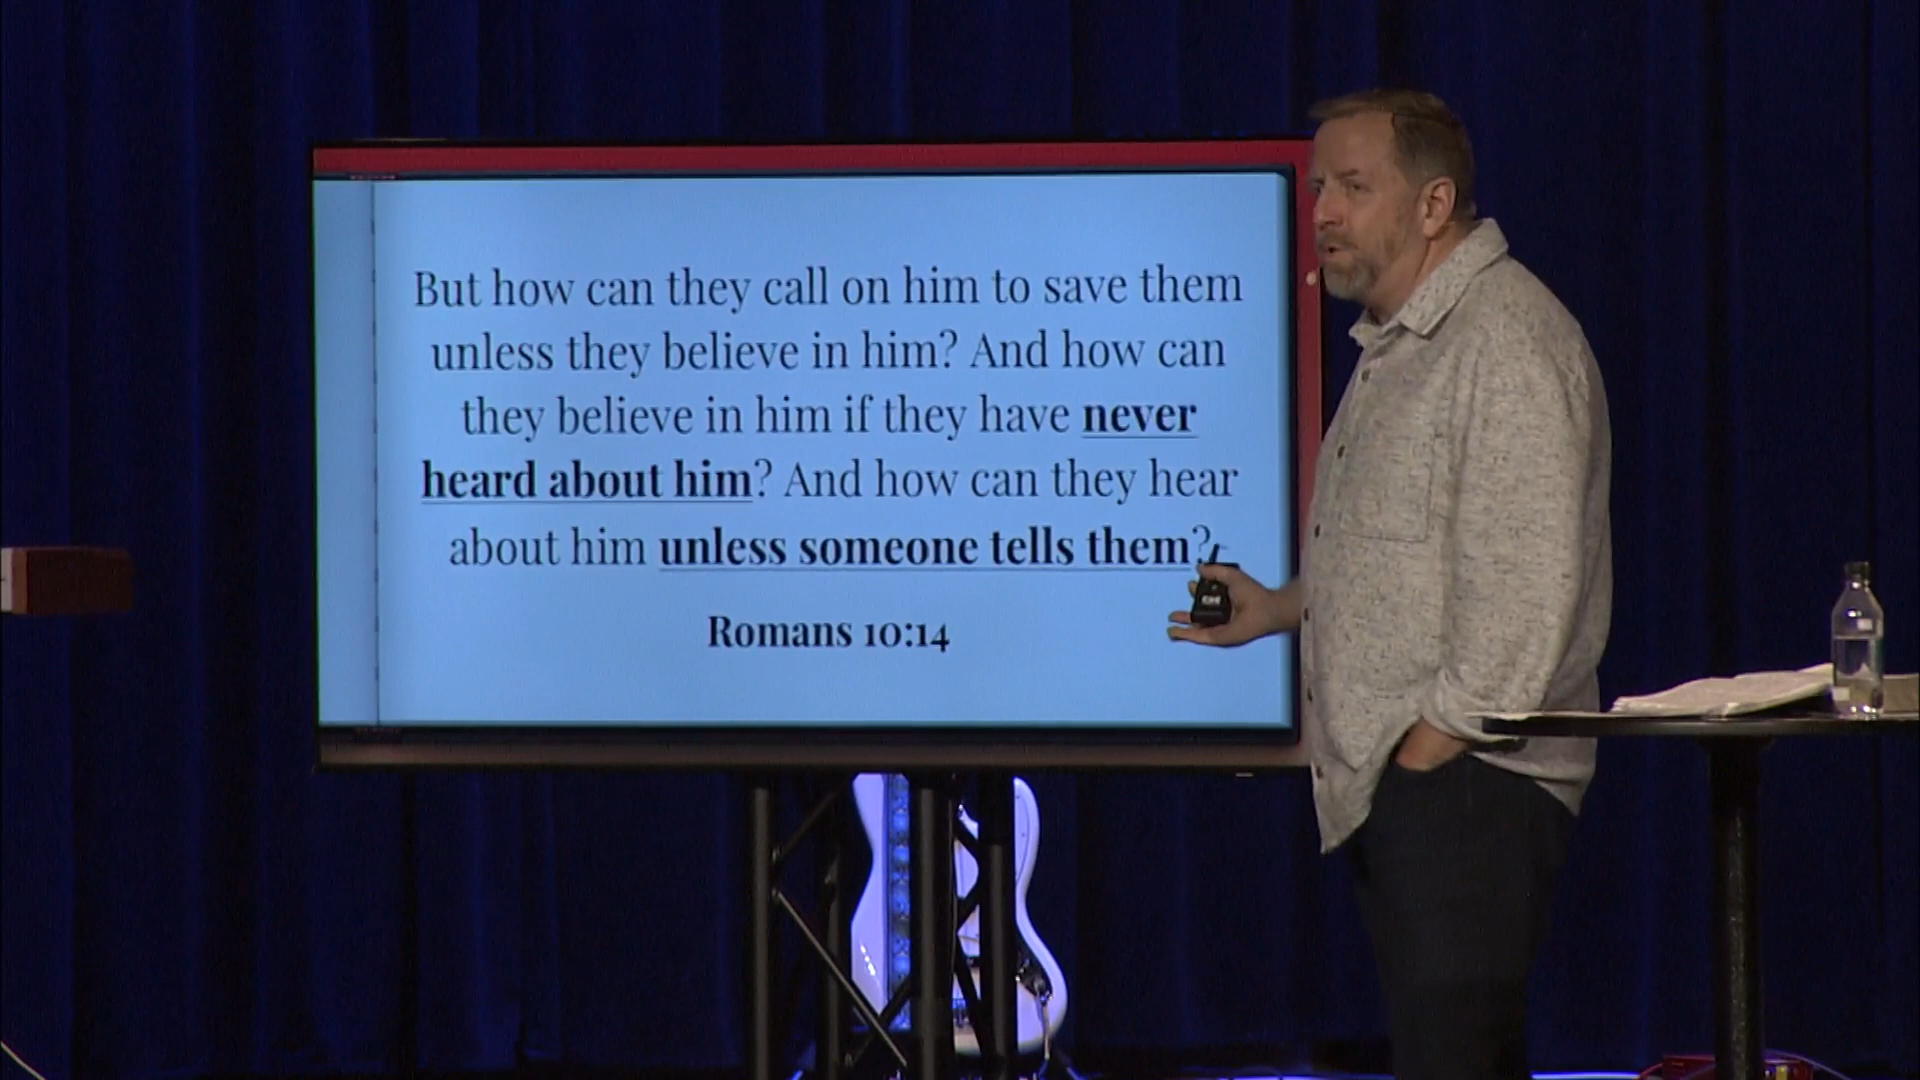 But how can they call on him to save them
unless they believe in him? And how can
they believe in him if they have never
heard about him? And how can they hear
about him unless someone tells them?
Romans 10:14